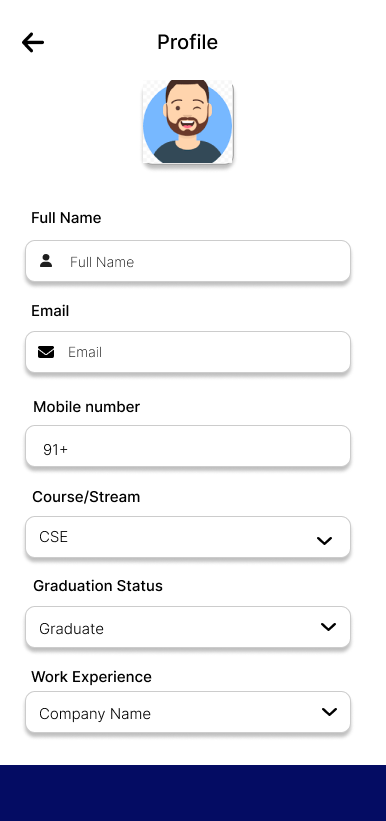 Profile
Full Name
Full Name
Email
Email
Mobile number
91+
Course/Stream
CSE
Graduation Status
Graduate
Work Experience
Company Name